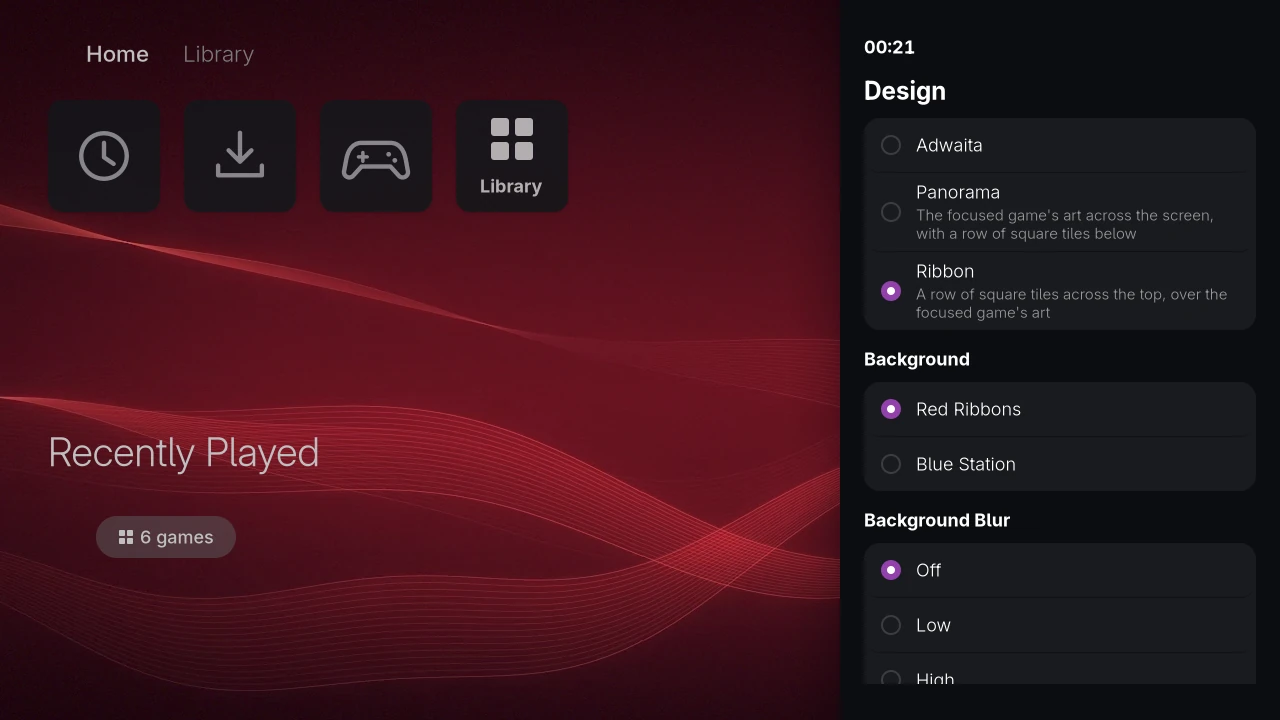 Home
Library
Library
Recently Played
6 games
00:21
Design
Adwaita
Panorama
The focused game's art across the screen,
with a row of square tiles below
Ribbon
A row of square tiles across the top, over the
focused game's art
Background
Red Ribbons
Blue Station
Background Blur
Off
Low
High